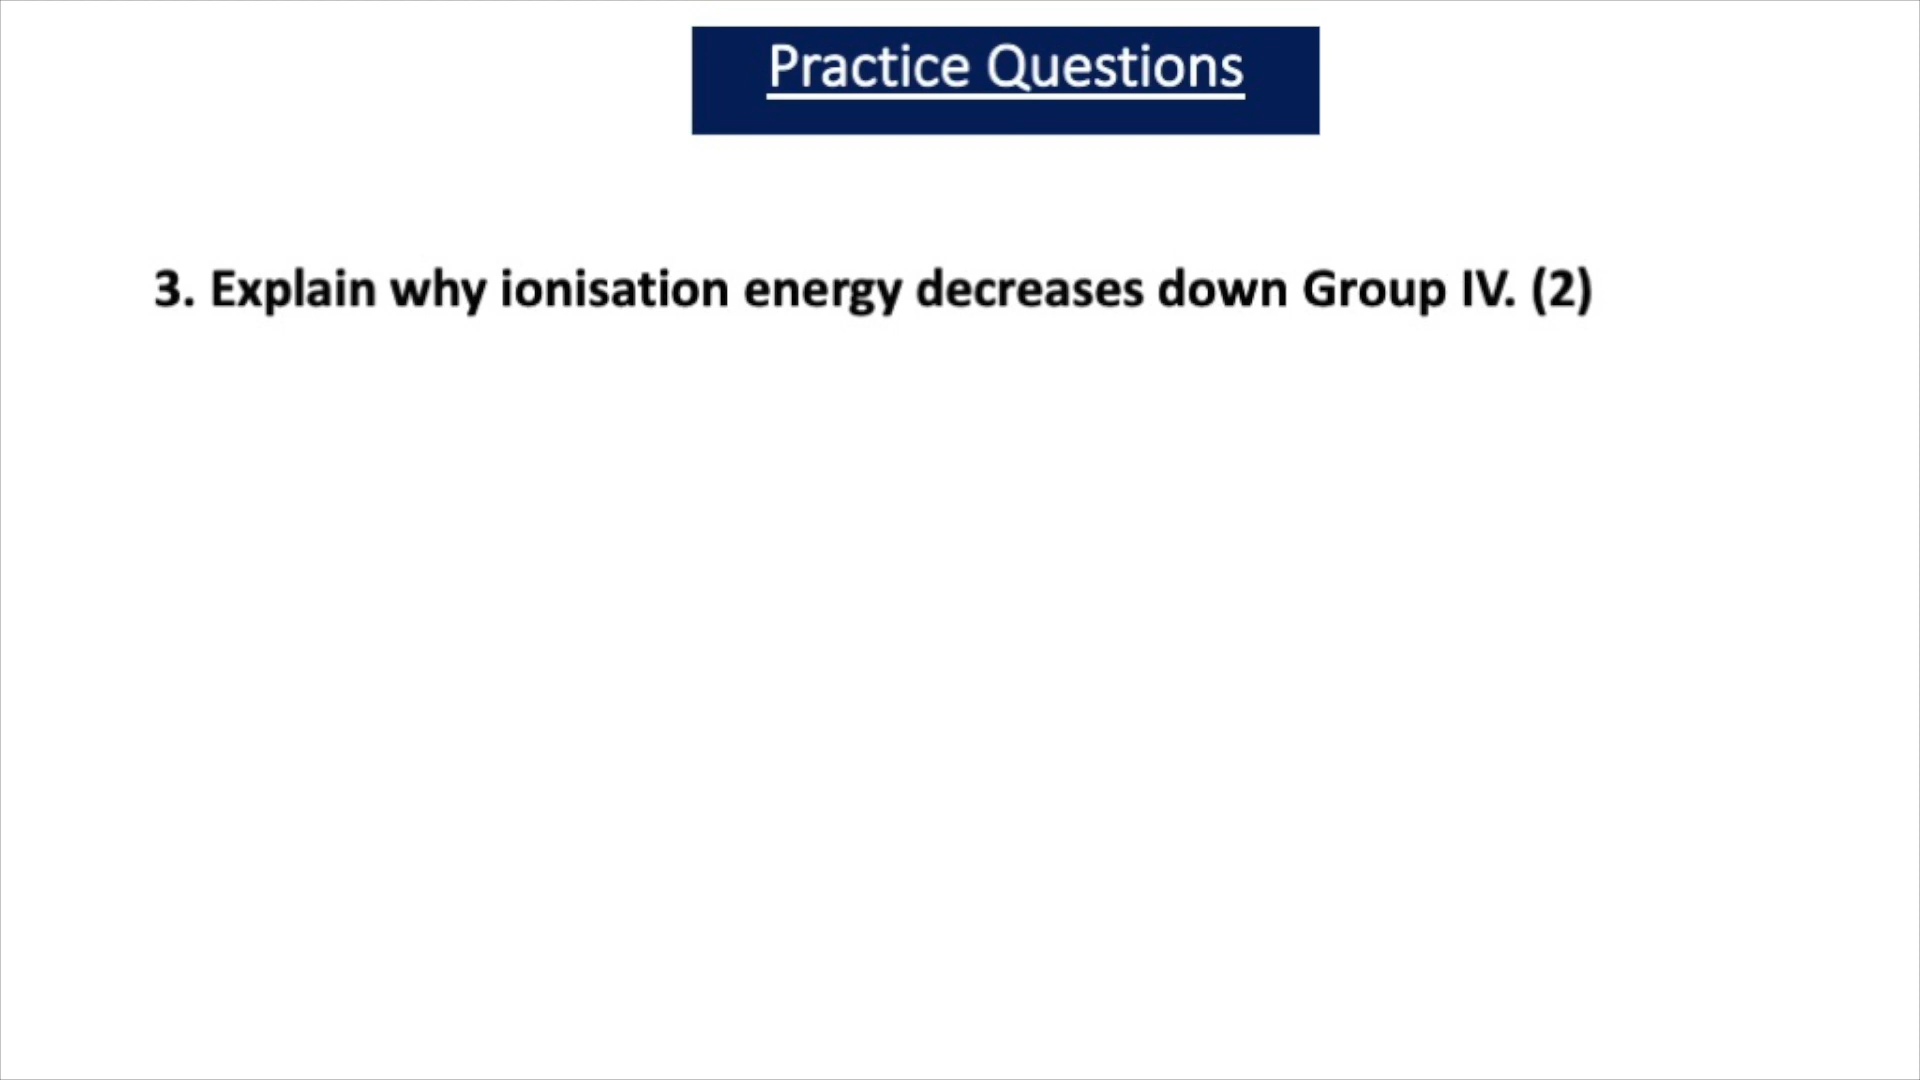 Practice Questions
3. Explain why ionisation energy decreases down Group IV. (2)